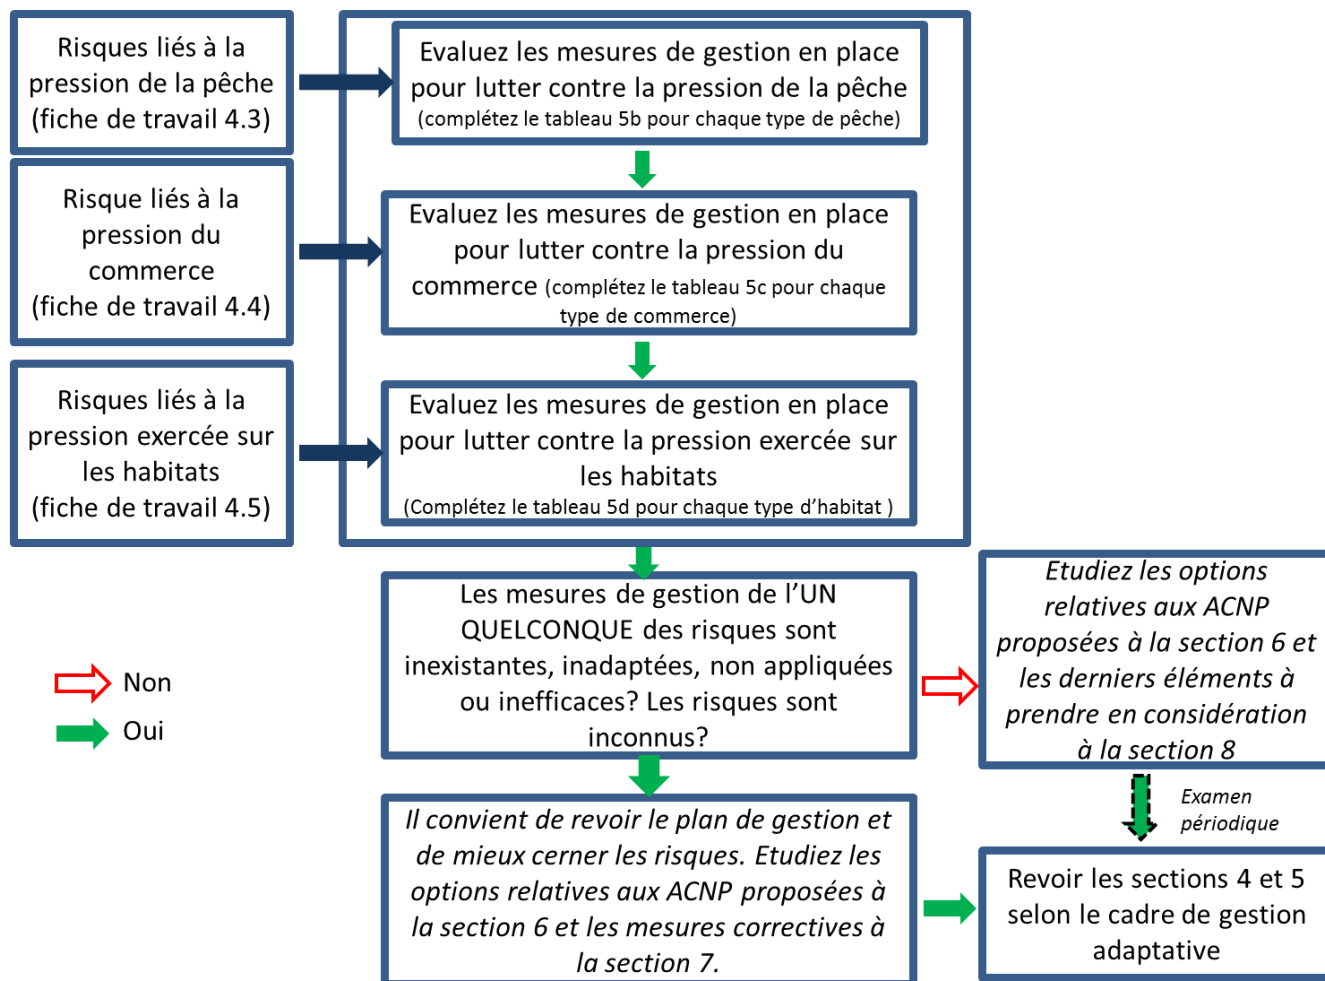 Risques liés à la
pression de la pêche
(fiche de travail 4.3)
Evaluez les mesures de gestion en place
pour lutter contre la pression de la pêche
(complétez le tableau 5b pour chaque type de pêche)
Risque liés à la
pression du
commerce
(fiche de travail 4.4)
Evaluez les mesures de gestion en place
pour lutter contre la pression du
commerce (complétez le tableau 5c pour chaque
type de commerce)
Risques liés à la
pression exercée sur
les habitats
(fiche de travail 4.5)
Evaluez les mesures de gestion en place
pour lutter contre la pression exercée sur
les habitats
(Complétez le tableau 5d pour chaque type d’habitat )
Les mesures de gestion de l’UN
QUELCONQUE des risques sont
inexistantes, inadaptées, non appliquées
ou inefficaces? Les risques sont
inconnus?
Etudiez les options
relatives aux ACNP
proposées à la section 6 et
les derniers éléments à
prendre en considération
à la section 8
Non
Oui
Examen
périodique
Il convient de revoir le plan de gestion et
de mieux cerner les risques. Etudiez les
options relatives aux ACNP proposées à
la section 6 et les mesures correctives à
la section 7.
Revoir les sections 4 et 5
selon le cadre de gestion
adaptative